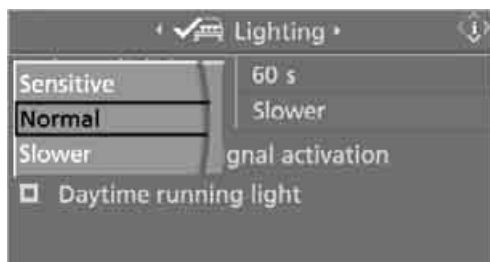 Lighting
Sensitive
60 s
Normal
Slower
Slower
gnal activation
Daytime running light